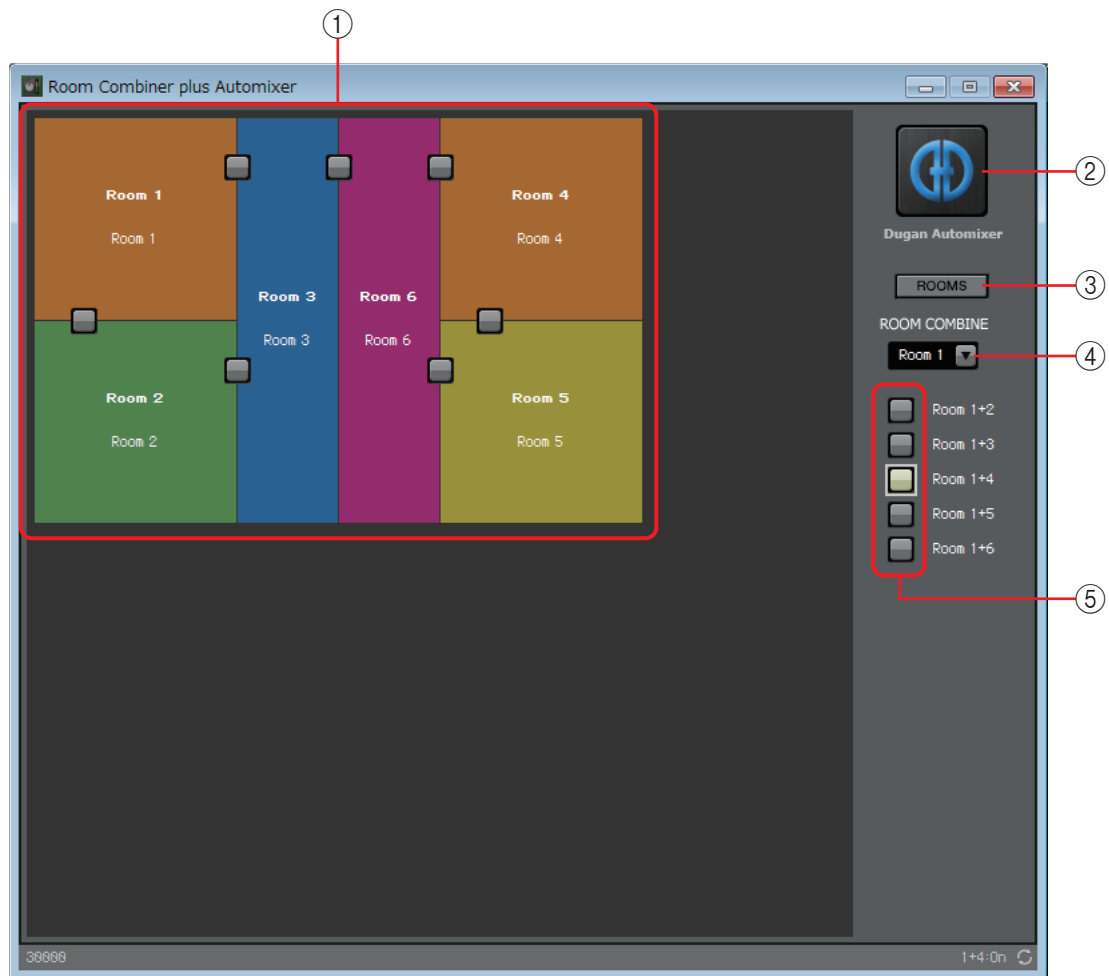 ①
Room Combiner plus Automixer
Room 1
Room 1
Room 2
Room 2
Room 3
Room 3
Room 6
Room 6
Room 4
Room 4
Room 5
Room 5
②
Dugan Automixer
ROOMS
③
ROOM COMBINE
Room 1
④
Room 1+2
Room 1+3
Room 1+4
Room 1+5
Room 1+6
⑤
30000
1+4:On